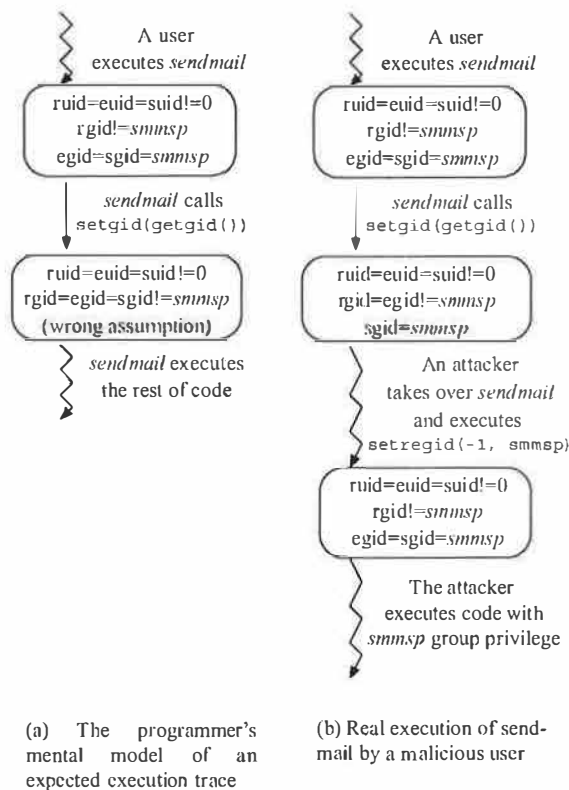 A user
executes sendmail
ruid=euid=suid!=0
rgid!=smmsp
egid=sgid=smmsp
sendmail calls
setgid(getgid())
ruid=euid=suid!=0
rgid=egid=sgid!=smmsp
(wrong assumption)
sendmail executes
the rest of code
(a) The programmer's
mental model of an
expected execution trace
A user
executes sendmail
ruid=euid=suid!=0
rgid!=smmsp
egid=sgid=smmsp
sendmail calls
setgid(getgid())
ruid=euid=suid!=0
rgid=egid!=smmsp
sgid=smmsp
An attacker
takes over sendmail
and executes
setregid(-1, smmsp)
ruid=euid=suid!=0
rgid!=smmsp
egid=sgid=smmsp
The attacker
executes code with
smmsp group privilege
(b) Real execution of send-
mail by a malicious user